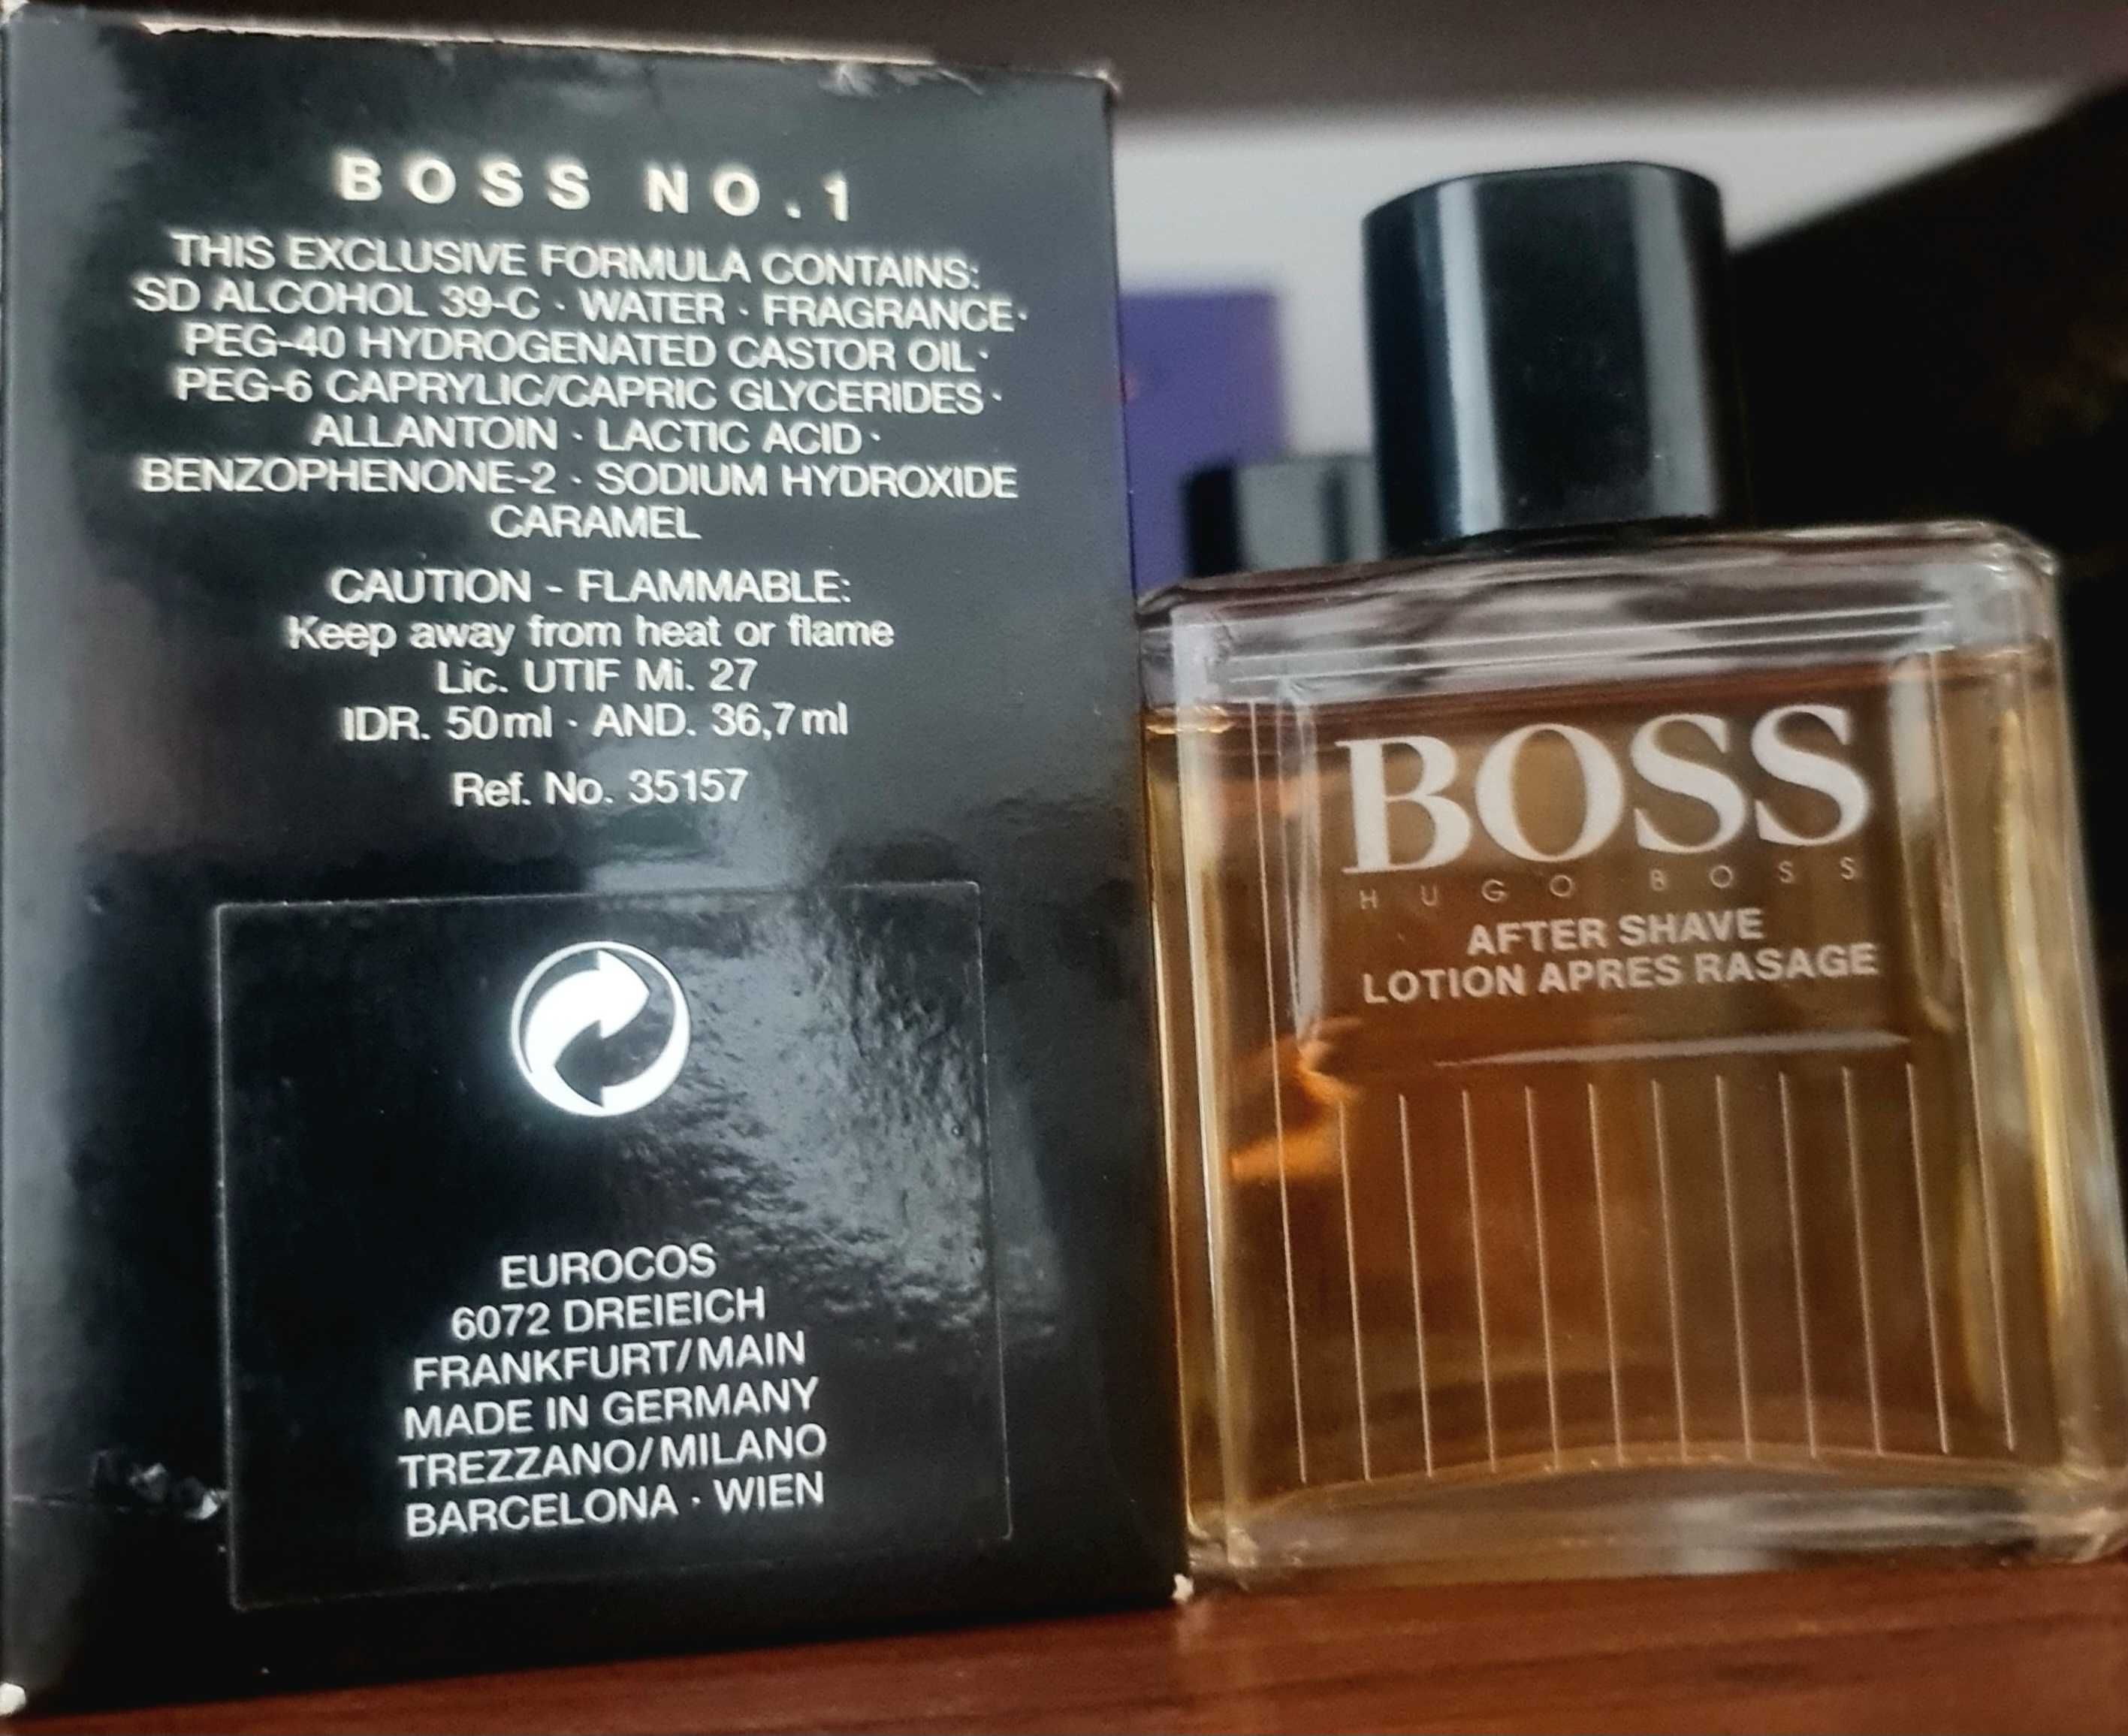 BOSS NO.1
THIS EXCLUSIVE FORMULA CONTAINS:
SD ALCOHOL 39-C · WATER · FRAGRANCE ·
PEG-40 HYDROGENATED CASTOR OIL ·
PEG-6 CAPRYLIC/CAPRIC GLYCERIDES ·
ALLANTOIN · LACTIC ACID ·
BENZOPHENONE-2 · SODIUM HYDROXIDE
CARAMEL
CAUTION - FLAMMABLE:
Keep away from heat or flame
Lic. UTIF Mi. 27
IDR. 50ml · AND. 36,7ml
Ref. No. 35157
EUROCOS
6072 DREIEICH
FRANKFURT/MAIN
MADE IN GERMANY
TREZZANO/MILANO
BARCELONA · WIEN
BOSS
HUGO BOSS
AFTER SHAVE
LOTION APRES RASAGE